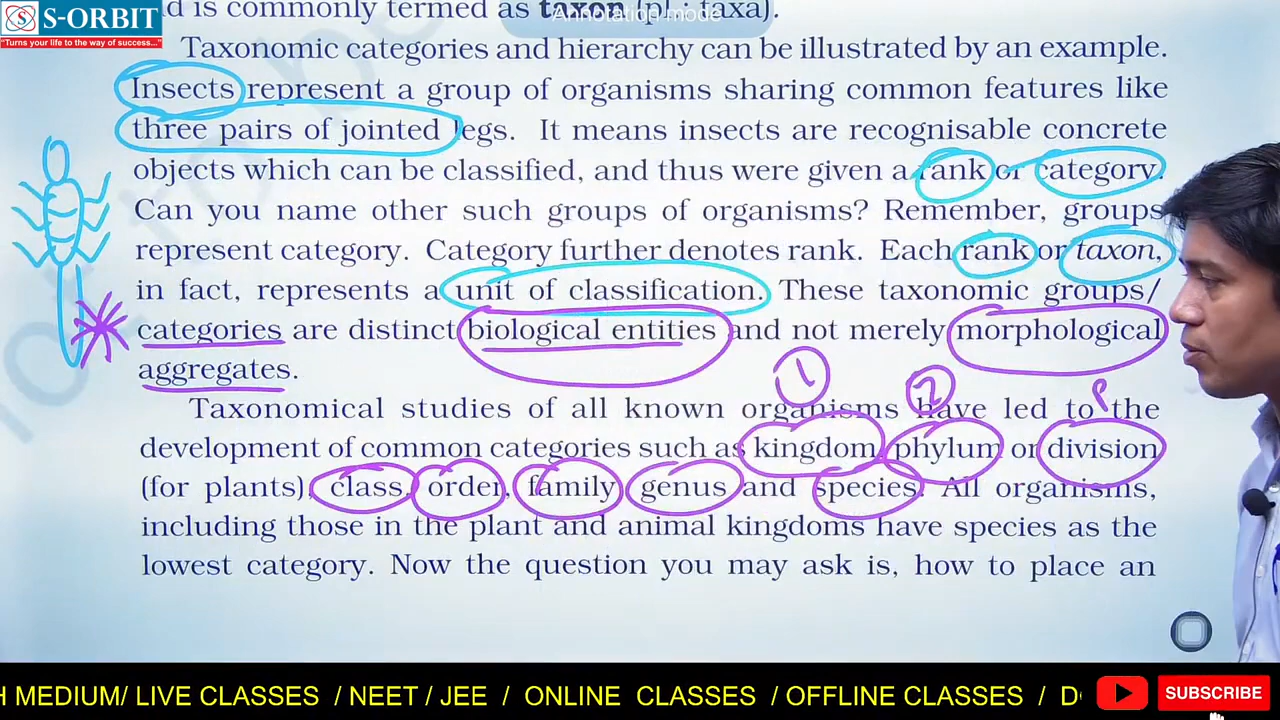 S-ORBIT
"Turns your life to the way of success..."
is commonly termed as taxon (pl.: taxa).
Annotation mode
Taxonomic categories and hierarchy can be illustrated by an example.
Insects represent a group of organisms sharing common features like
three pairs of jointed legs. It means insects are recognisable concrete
objects which can be classified, and thus were given a rank or category.
Can you name other such groups of organisms? Remember, groups
represent category. Category further denotes rank. Each rank or taxon,
in fact, represents a unit of classification. These taxonomic groups/
categories are distinct biological entities and not merely morphological
aggregates.
1 2 P
Taxonomical studies of all known organisms have led to the
development of common categories such as kingdom, phylum or division
(for plants), class, order, family, genus and species. All organisms,
including those in the plant and animal kingdoms have species as the
lowest category. Now the question you may ask is, how to place an
H MEDIUM/ LIVE CLASSES / NEET / JEE / ONLINE CLASSES / OFFLINE CLASSES /
SUBSCRIBE